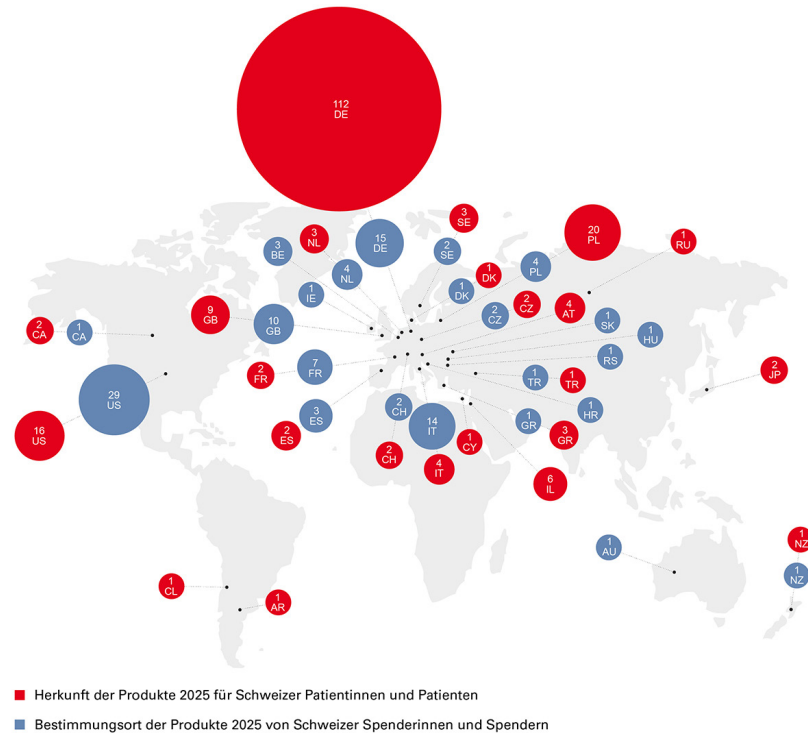 112
DE
3
SE
20
PL
1
RU
3
NL
15
DE
3
BE
2
SE
4
NL
1
DK
4
PL
1
IE
1
DK
9
GB
10
GB
2
CZ
2
CZ
4
AT
1
SK
1
HU
2
CA
1
CA
1
RS
7
FR
2
FR
1
TR
1
TR
2
JP
29
US
16
US
3
ES
2
ES
2
CH
14
IT
1
HR
1
GR
3
GR
1
CY
2
CH
4
IT
6
IL
1
AU
1
NZ
1
NZ
1
CL
1
AR
Herkunft der Produkte 2025 für Schweizer Patientinnen und Patienten
Bestimmungsort der Produkte 2025 von Schweizer Spenderinnen und Spendern